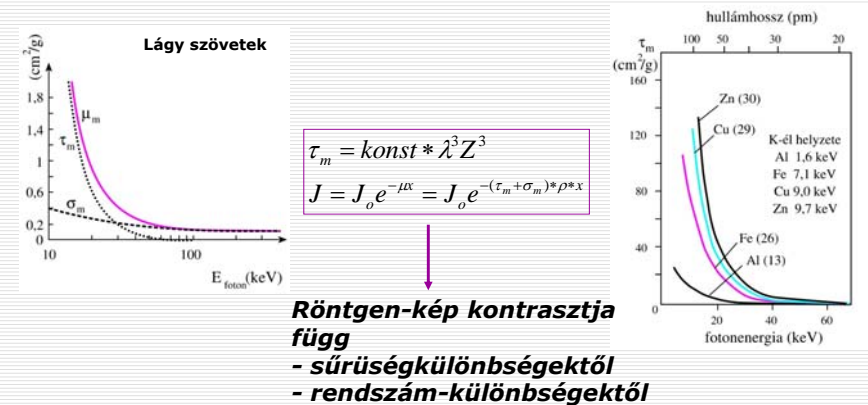 Lágy szövetek
(cm²/g)
1,8
1,4
1
0,6
0,2
0
μm
τm
σm
10
100
E foton(keV)
τm = konst * λ³Z³
J = Joe^−μx = Joe^−(τm+σm)*ρ*x
Röntgen-kép kontrasztja
függ
- sűrüségkülönbségektől
- rendszám-különbségektől
hullámhossz (pm)
100 50 30 20
τm
(cm²/g)
160
120
80
40
0
Zn (30)
Cu (29)
K-él helyzete
Al 1,6 keV
Fe 7,1 keV
Cu 9,0 keV
Zn 9,7 keV
Fe (26)
Al (13)
20 40 60
fotonenergia (keV)